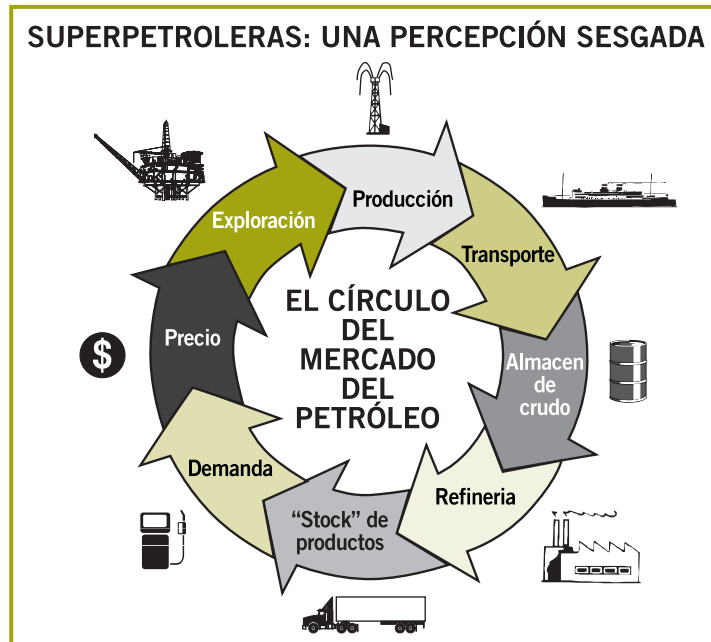 SUPERPETROLERAS: UNA PERCEPCIÓN SESGADA
Exploración
Producción
Transporte
Almacen
de
crudo
Refineria
“Stock” de
productos
Demanda
Precio
$
EL CÍRCULO
DEL
MERCADO
DEL
PETRÓLEO